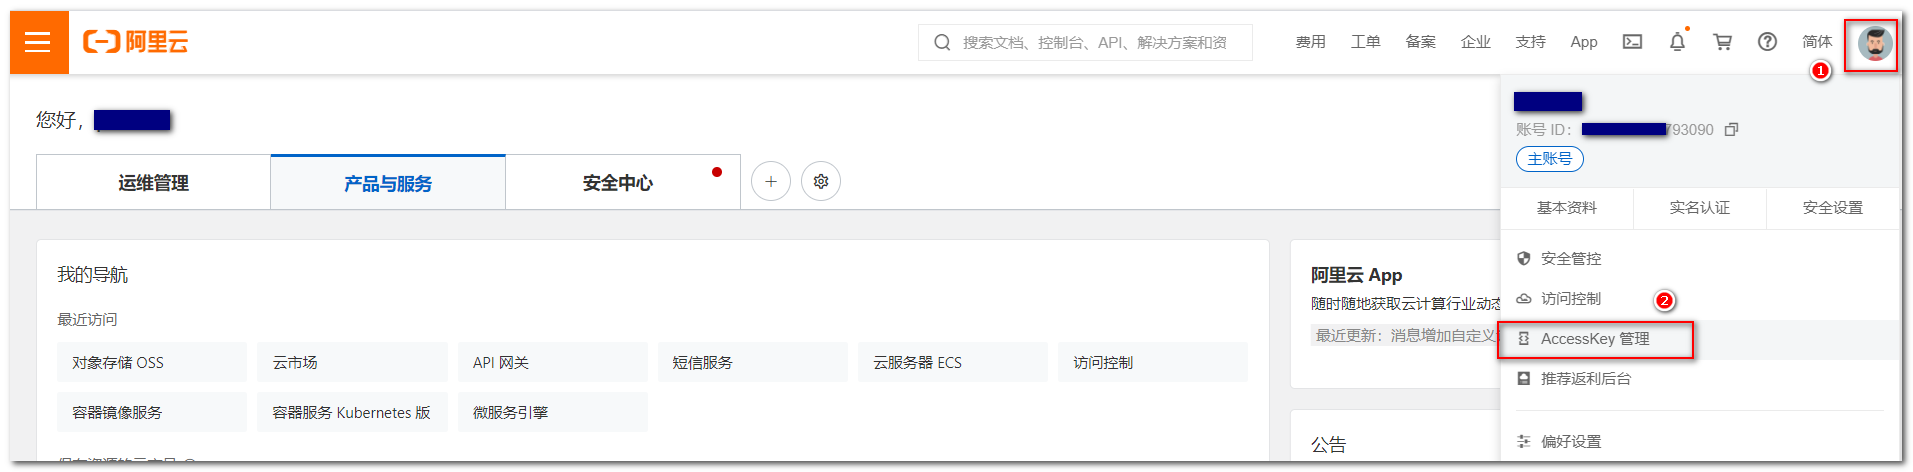 阿里云
搜索文档、控制台、API、解决方案和资
费用 工单 备案 企业 支持 App 简体
1
您好，
账号 ID： 793090
主账号
运维管理 产品与服务 安全中心
基本资料 实名认证 安全设置
我的导航
最近访问
对象存储 OSS 云市场 API 网关 短信服务 云服务器 ECS 访问控制
容器镜像服务 容器服务 Kubernetes 版 微服务引擎
阿里云 App
随时随地获取云计算行业动态
最近更新：消息增加自定义
公告
安全管控
访问控制
2
AccessKey 管理
推荐返利后台
偏好设置